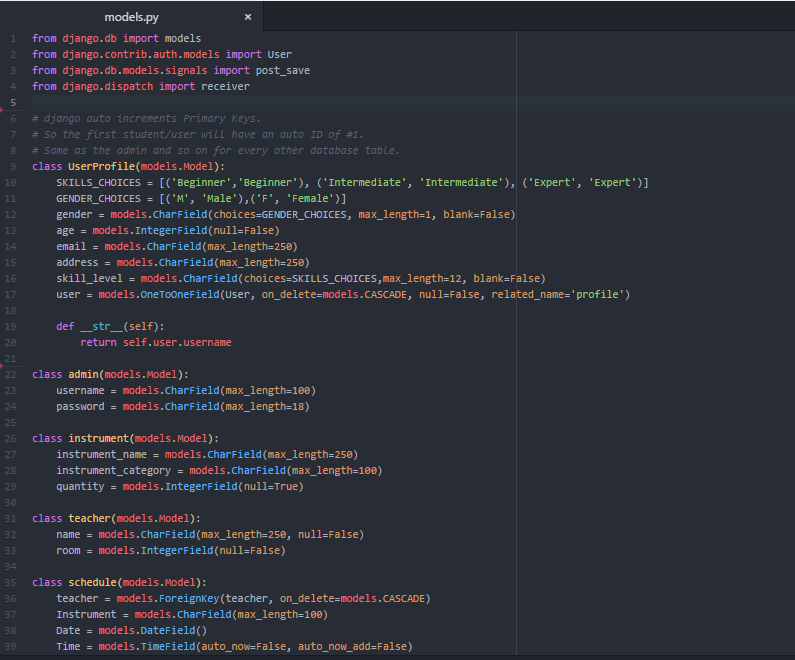 models.py ×
1 from django.db import models
2 from django.contrib.auth.models import User
3 from django.db.models.signals import post_save
4 from django.dispatch import receiver
5
6 # django auto increments Primary Keys.
7 # So the first student/user will have an auto ID of #1.
8 # Same as the admin and so on for every other database table.
9 class UserProfile(models.Model):
10     SKILLS_CHOICES = [('Beginner','Beginner'), ('Intermediate', 'Intermediate'), ('Expert', 'Expert')]
11     GENDER_CHOICES = [('M', 'Male'),('F', 'Female')]
12     gender = models.CharField(choices=GENDER_CHOICES, max_length=1, blank=False)
13     age = models.IntegerField(null=False)
14     email = models.CharField(max_length=250)
15     address = models.CharField(max_length=250)
16     skill_level = models.CharField(choices=SKILLS_CHOICES,max_length=12, blank=False)
17     user = models.OneToOneField(User, on_delete=models.CASCADE, null=False, related_name='profile')
18
19     def __str__(self):
20         return self.user.username
21
22 class admin(models.Model):
23     username = models.CharField(max_length=100)
24     password = models.CharField(max_length=18)
25
26 class instrument(models.Model):
27     instrument_name = models.CharField(max_length=250)
28     instrument_category = models.CharField(max_length=100)
29     quantity = models.IntegerField(null=True)
30
31 class teacher(models.Model):
32     name = models.CharField(max_length=250, null=False)
33     room = models.IntegerField(null=False)
34
35 class schedule(models.Model):
36     teacher = models.ForeignKey(teacher, on_delete=models.CASCADE)
37     Instrument = models.CharField(max_length=100)
38     Date = models.DateField()
39     Time = models.TimeField(auto_now=False, auto_now_add=False)